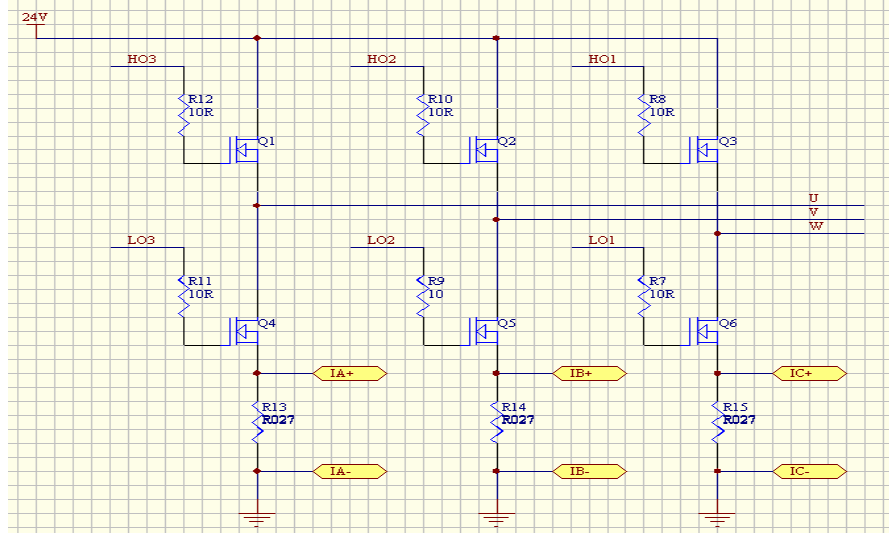 24V
HO3 HO2 HO1
R12 R10 R8
10R 10R 10R
Q1 Q2 Q3
U
V
W
LO3 LO2 LO1
R11 R9 R7
10R 10 10R
Q4 Q5 Q6
IA+ IB+ IC+
R13 R14 R15
R027 R027 R027
IA- IB- IC-